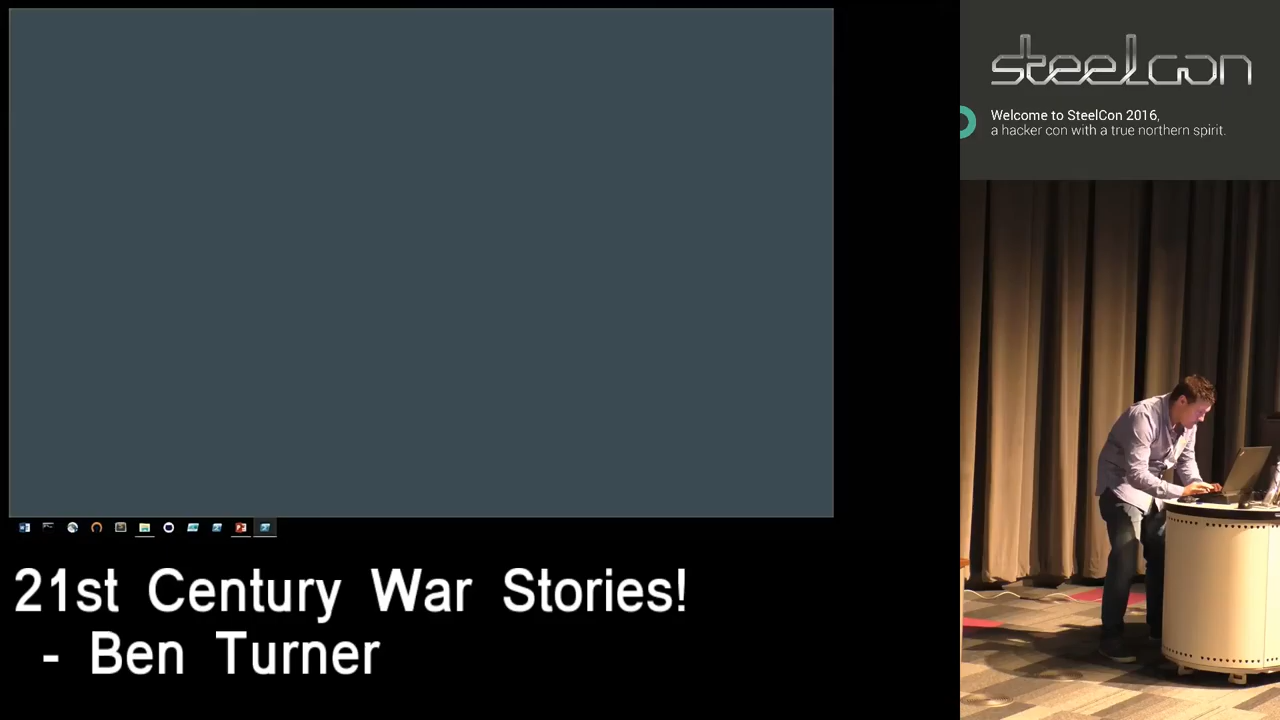 steelcon
Welcome to SteelCon 2016,
a hacker con with a true northern spirit.
21st Century War Stories!
- Ben Turner